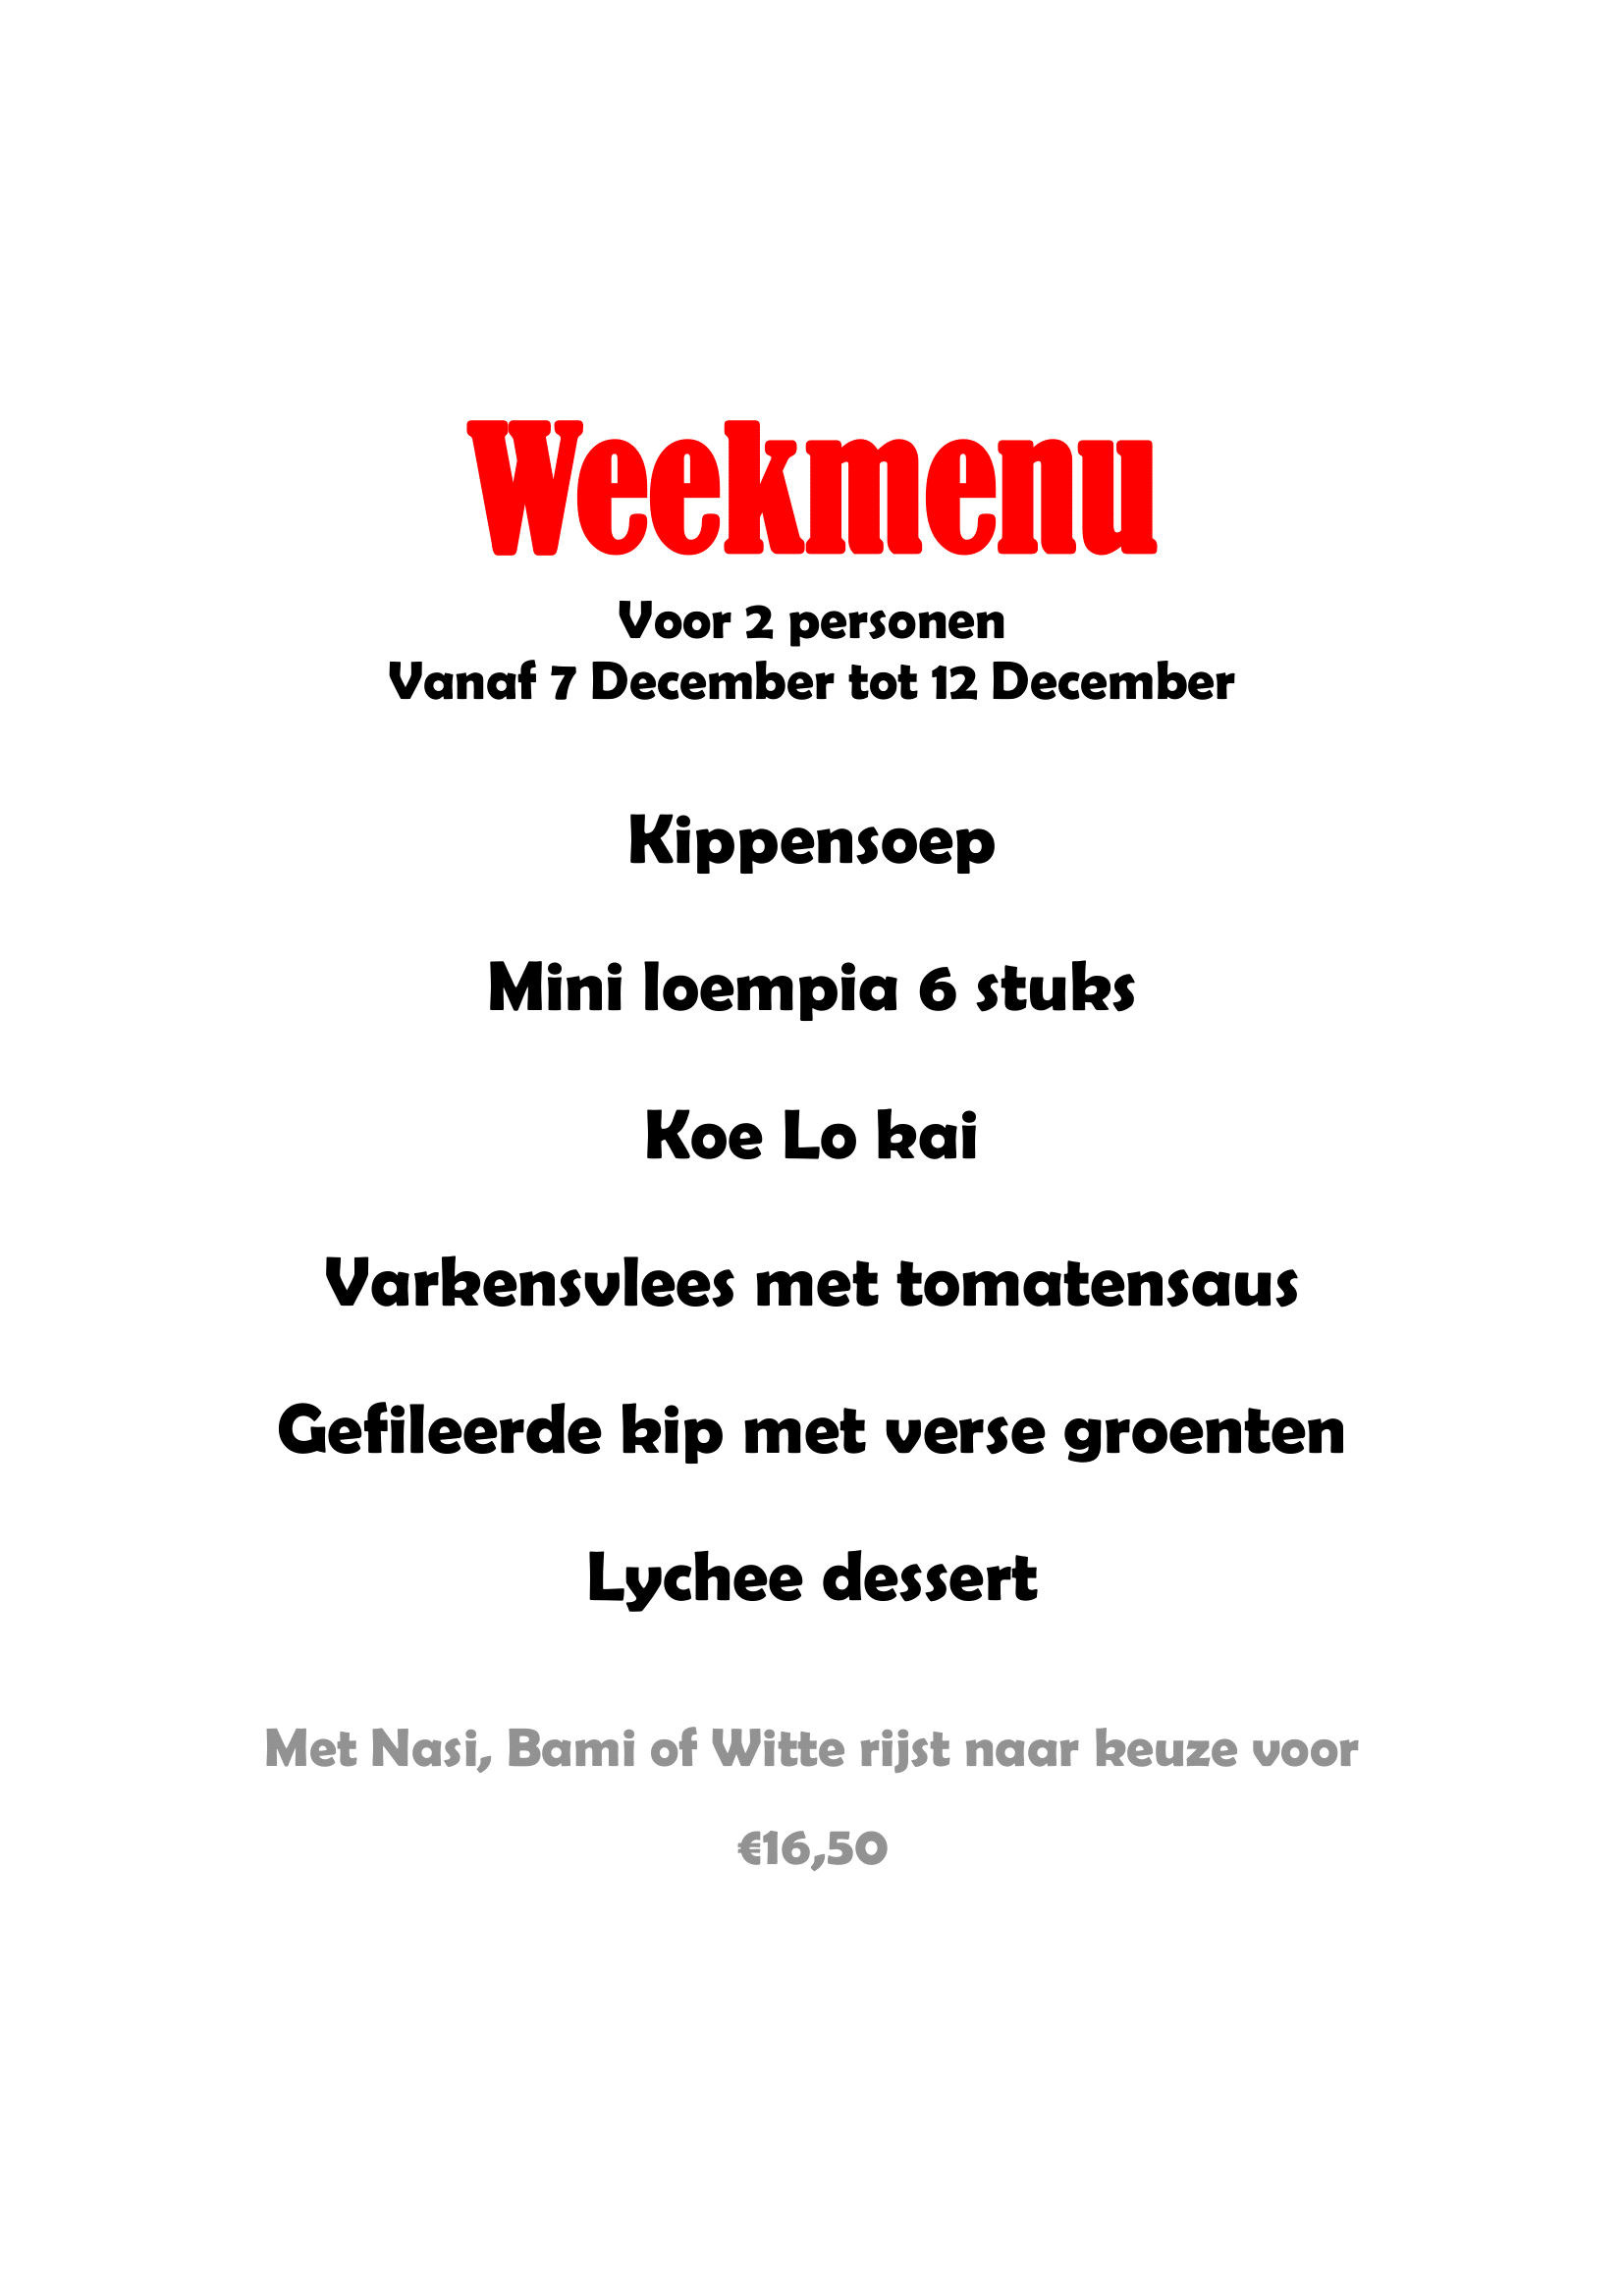 Weekmenu
Voor 2 personen
Vanaf 7 December tot 12 December
Kippensoep
Mini loempia 6 stuks
Koe Lo kai
Varkensvlees met tomatensaus
Gefileerde kip met verse groenten
Lychee dessert
Met Nasi, Bami of Witte rijst naar keuze voor
€16,50